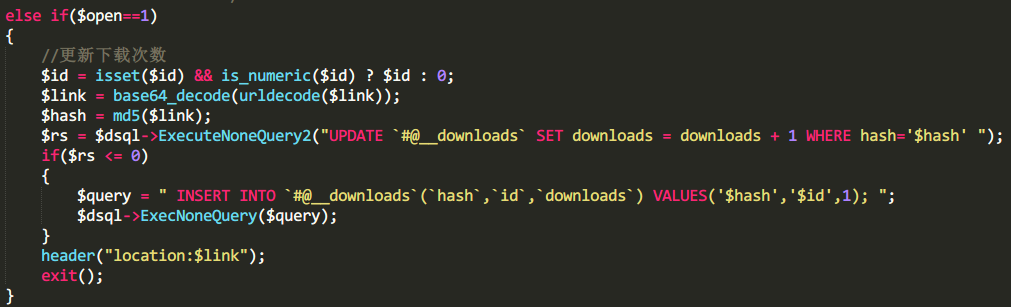 else if($open==1)
{
//更新下载次数
$id = isset($id) && is_numeric($id) ? $id : 0;
$link = base64_decode(urldecode($link));
$hash = md5($link);
$rs = $dsql->ExecuteNoneQuery2("UPDATE `#@__downloads` SET downloads = downloads + 1 WHERE hash='$hash' ");
if($rs <= 0)
{
$query = " INSERT INTO `#@__downloads`(`hash`,`id`,`downloads`) VALUES('$hash','$id',1); ";
$dsql->ExecNoneQuery($query);
}
header("location:$link");
exit();
}